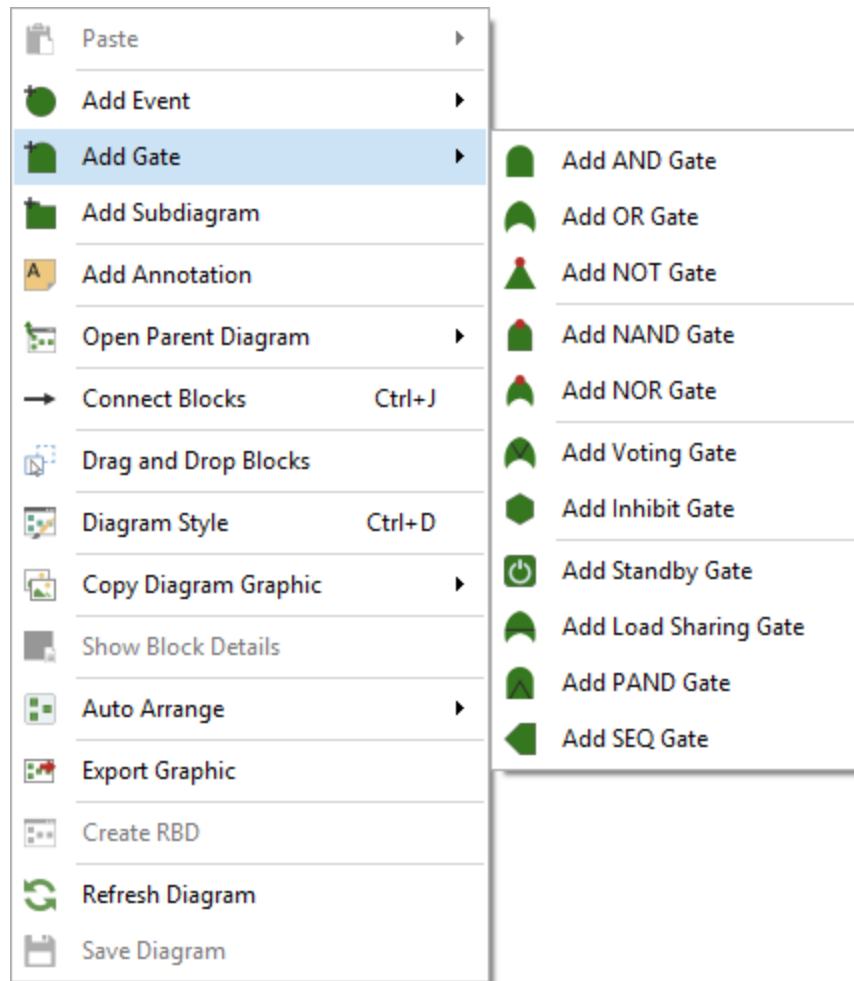 Paste
Add Event
Add Gate
Add Subdiagram
A
Add Annotation
Open Parent Diagram
Connect Blocks Ctrl+J
Drag and Drop Blocks
Diagram Style Ctrl+D
Copy Diagram Graphic
Show Block Details
Auto Arrange
Export Graphic
Create RBD
Refresh Diagram
Save Diagram
Add AND Gate
Add OR Gate
Add NOT Gate
Add NAND Gate
Add NOR Gate
Add Voting Gate
Add Inhibit Gate
Add Standby Gate
Add Load Sharing Gate
Add PAND Gate
Add SEQ Gate